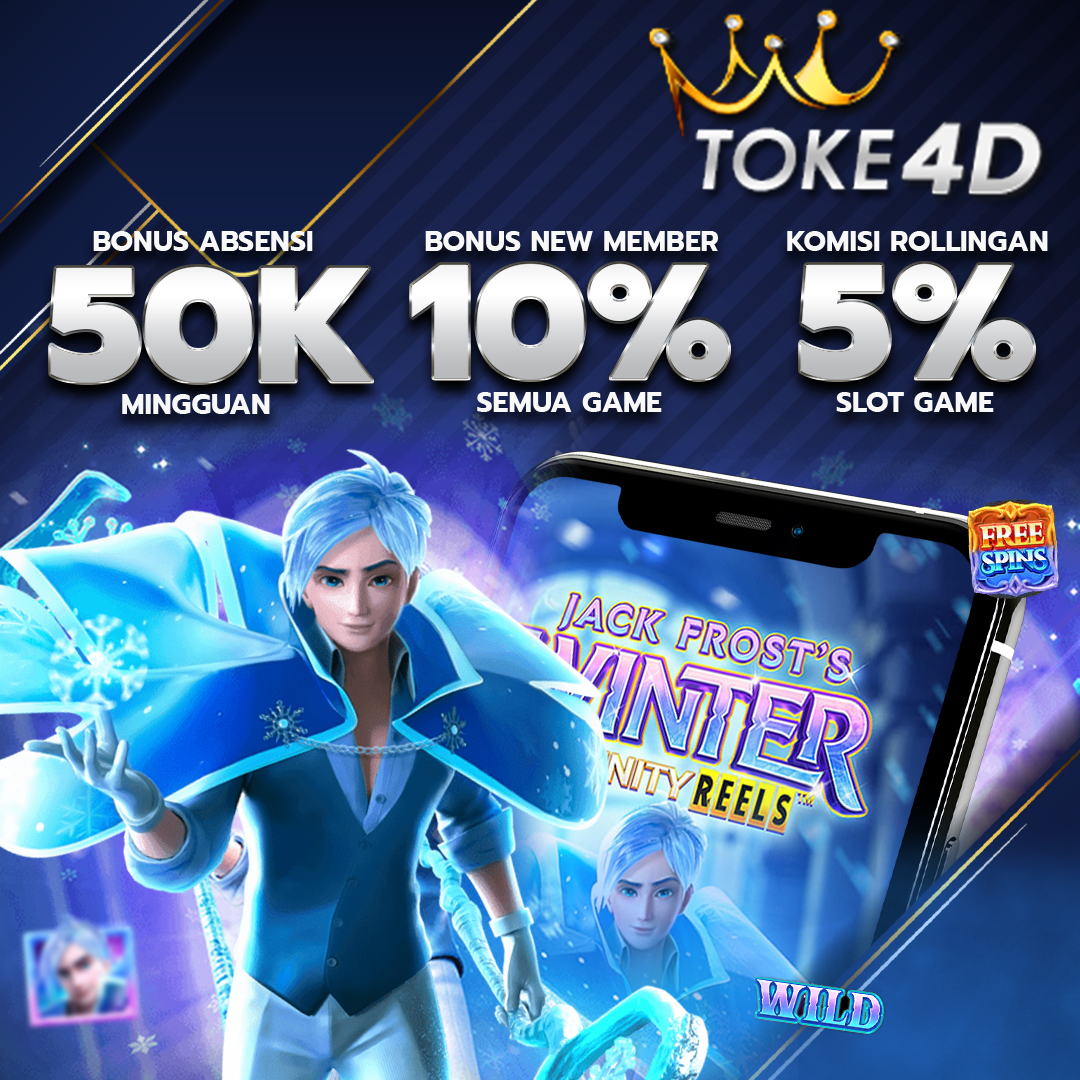 TOKE4D
BONUS ABSENSI
50K
MINGGUAN
BONUS NEW MEMBER
10%
SEMUA GAME
KOMISI ROLLINGAN
5%
SLOT GAME
FREE
SPINS
JACK FROST'S
WINTER
NITY REELS™
WILD